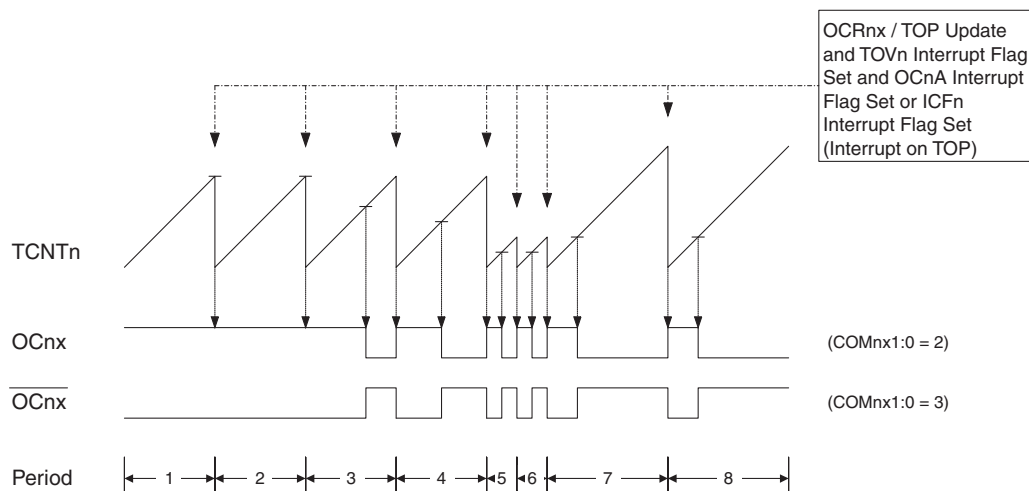 OCRnx / TOP Update
and TOVn Interrupt Flag
Set and OCnA Interrupt
Flag Set or ICFn
Interrupt Flag Set
(Interrupt on TOP)
TCNTn
OCnx
(COMnx1:0 = 2)
OCnx
(COMnx1:0 = 3)
Period
1 2 3 4 5 6 7 8